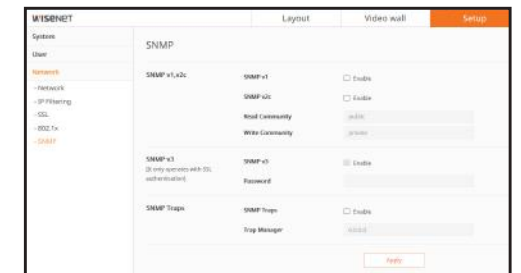 WISENET
Layout
Video wall
Setup
System
User
Network
- Network
- IP Filtering
- SSL
- 802.1x
- SNMP
SNMP
SNMP v1,v2c
SNMP v1
Enable
SNMP v2c
Enable
Read Community
public
Write Community
private
SNMP v3
(It only operates with SSL
authentication)
SNMP v3
Enable
Password
SNMP Traps
SNMP Traps
Enable
Trap Manager
Apply